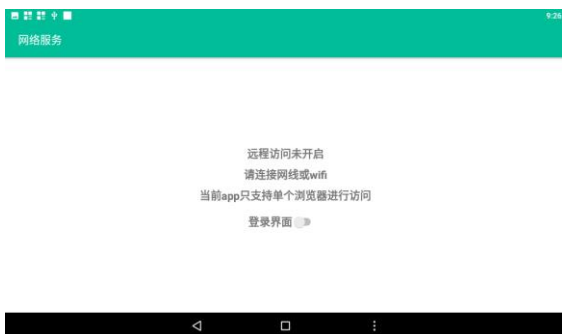 9:26
网络服务
远程访问未开启
请连接网线或wifi
当前app只支持单个浏览器进行访问
登录界面